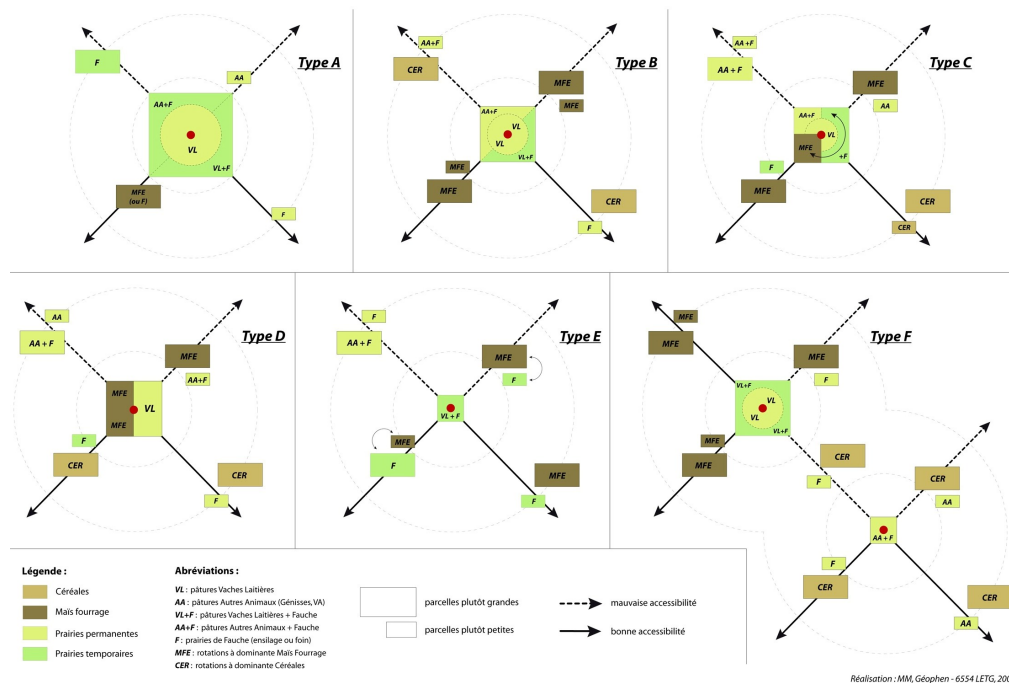 Type A
F
AA
AA+F
VL
VL+F
MFE
(ou F)
F
Type B
AA+F
CER
MFE
MFE
AA+F
VL
VL
VL+F
MFE
MFE
CER
F
Type C
AA+F
AA + F
MFE
AA
AA+F
VL
MFE
+F
F
MFE
CER
CER
Type D
AA
AA + F
MFE
AA+F
MFE
VL
MFE
F
CER
CER
F
Type E
F
AA + F
MFE
F
VL + F
MFE
F
MFE
F
Type F
MFE
MFE
MFE
F
VL+F
VL
VL
VL+F
MFE
MFE
CER
F
CER
AA
AA + F
F
CER
CER
AA
Légende :
Céréales
Maïs fourrage
Prairies permanentes
Prairies temporaires
Abréviations :
VL : pâtures Vaches Laitières
AA : pâtures Autres Animaux (Génisses, VA)
VL+F : pâtures Vaches Laitières + Fauche
AA+F : pâtures Autres Animaux + Fauche
F : prairies de Fauche (ensilage ou foin)
MFE : rotations à dominante Maïs Fourrage
CER : rotations à dominante Céréales
parcelles plutôt grandes
parcelles plutôt petites
mauvaise accessibilité
bonne accessibilité
Réalisation : MM, Géophen - 6554 LETG,